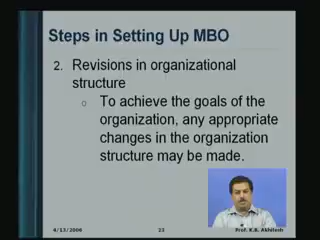 Steps in Setting Up MBO
2. Revisions in organizational
structure
o To achieve the goals of the
organization, any appropriate
changes in the organization
structure may be made.
6/13/2006 23 Prof. K.B. Akhilesh